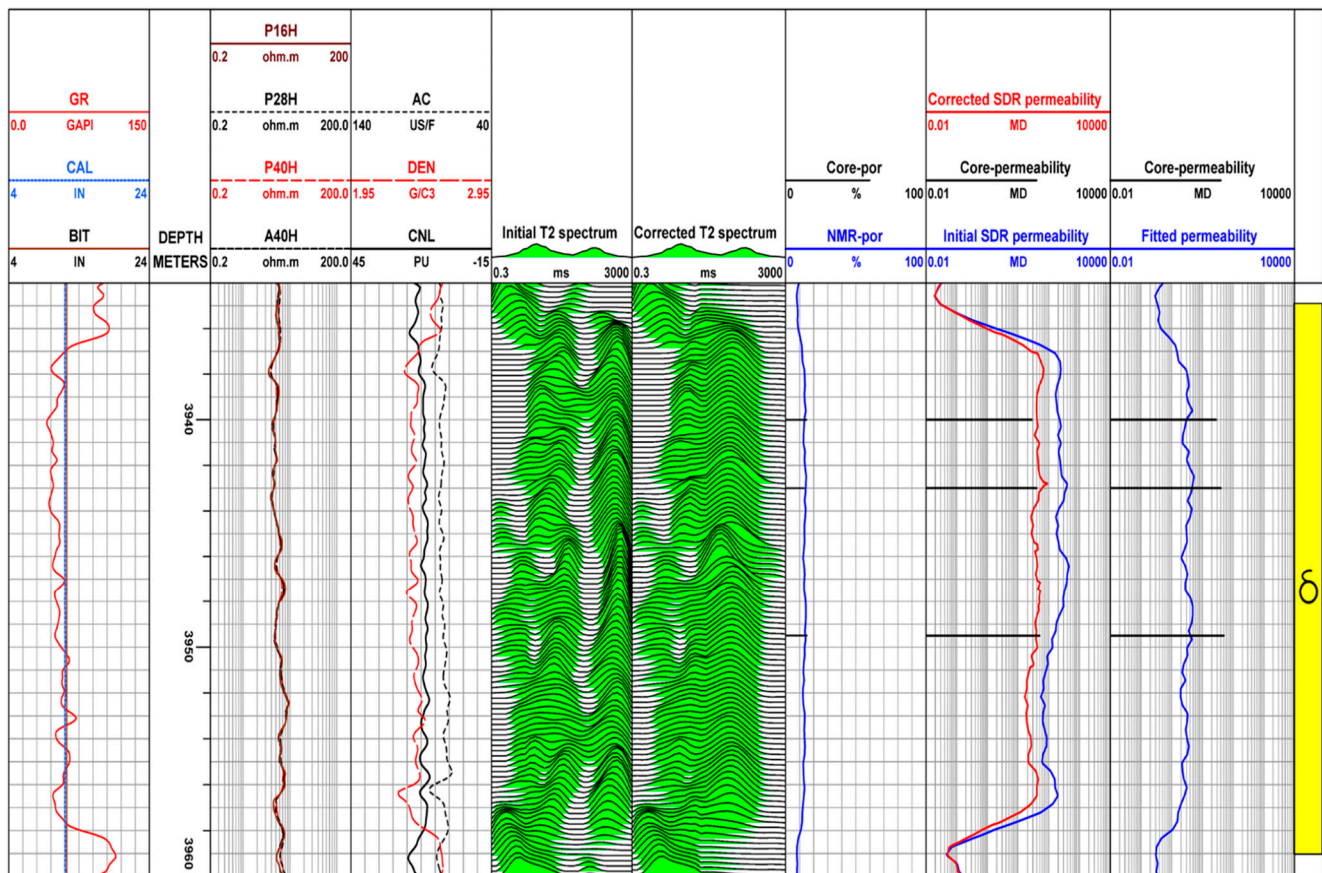 P16H
0.2 ohm.m 200
GR
0.0 GAPI 150
P28H
0.2 ohm.m 200.0
AC
140 US/F 40
Corrected SDR permeability
0.01 MD 10000
CAL
4 IN 24
P40H
0.2 ohm.m 200.0
DEN
1.95 G/C3 2.95
Core-por
0 % 100
Core-permeability
0.01 MD 10000
Core-permeability
0.01 MD 10000
BIT
4 IN 24
DEPTH
METERS
A40H
0.2 ohm.m 200.0
CNL
45 PU -15
Initial T2 spectrum
0.3 ms 3000
Corrected T2 spectrum
0.3 ms 3000
NMR-por
0 % 100
Initial SDR permeability
0.01 MD 10000
Fitted permeability
0.01 10000
3940
3950
3960
δ